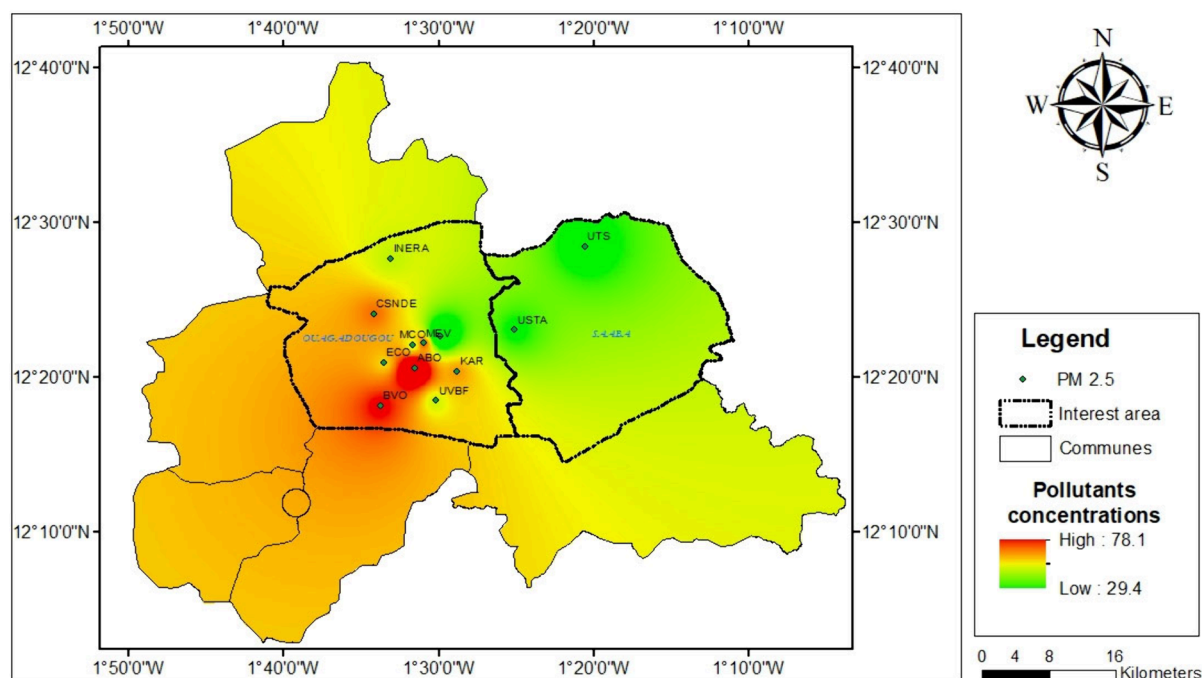 1°50'0"W 1°40'0"W 1°30'0"W 1°20'0"W 1°10'0"W
12°40'0"N 12°40'0"N
12°30'0"N 12°30'0"N
UTS
INERA
CSNDE
USTA
OUAGADOUGOU MCO MEV SAABA
ECO ABO KAR
12°20'0"N 12°20'0"N
BVO UVBF
12°10'0"N 12°10'0"N
1°50'0"W 1°40'0"W 1°30'0"W 1°20'0"W 1°10'0"W
N
W E
S
Legend
PM 2.5
Interest area
Communes
Pollutants
concentrations
High : 78.1
Low : 29.4
0 4 8 16
Kilometers